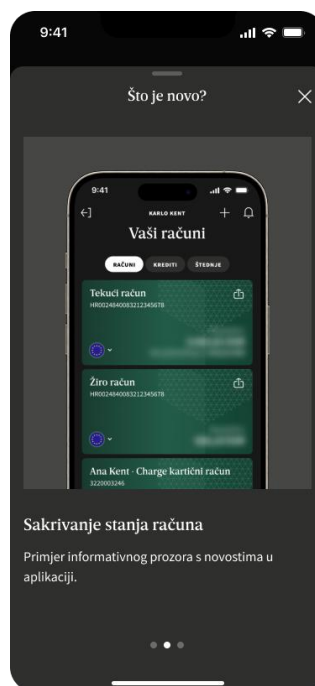 9:41
Što je novo?
9:41
KARLO KENT
Vaši računi
RAČUNI KREDITI ŠTEDNJE
Tekući račun
HR0024840083212345678
Žiro račun
HR0024840083212345678
Ana Kent - Charge kartični račun
3220003246
Sakrivanje stanja računa
Primjer informativnog prozora s novostima u
aplikaciji.